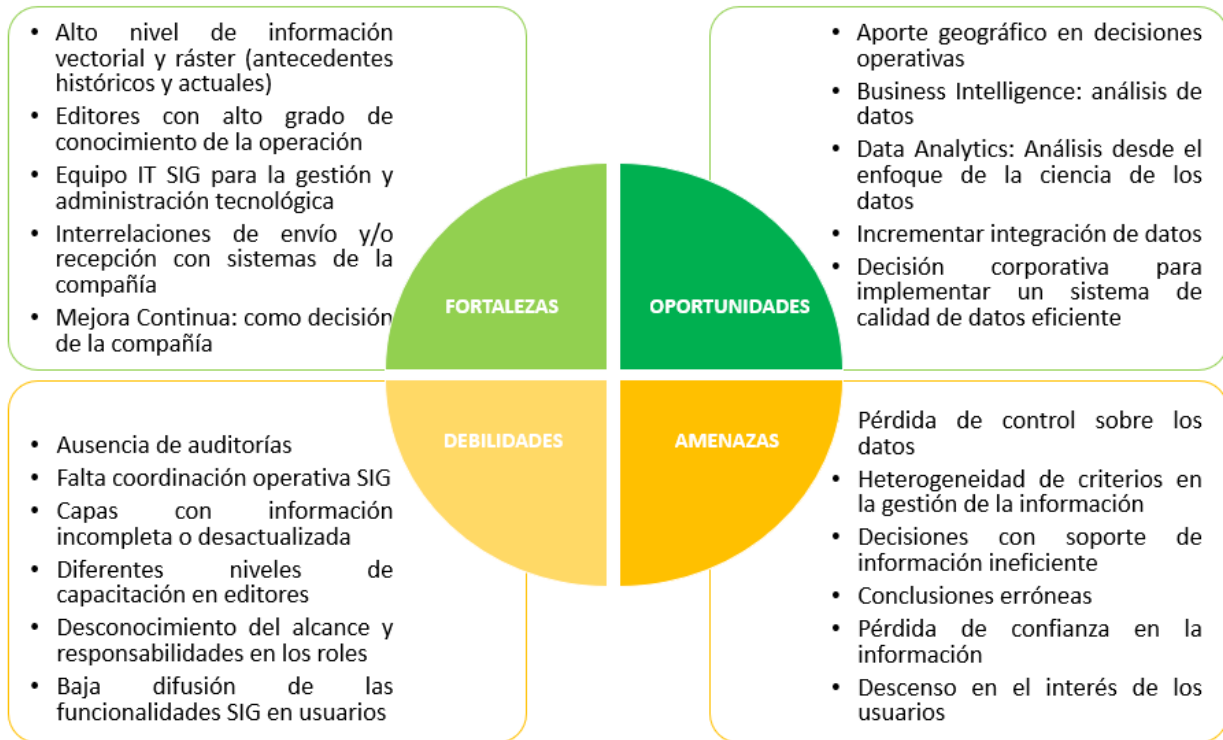 • Alto nivel de información
vectorial y ráster (antecedentes
históricos y actuales)
• Editores con alto grado de
conocimiento de la operación
• Equipo IT SIG para la gestión y
administración tecnológica
• Interrelaciones de envío y/o
recepción con sistemas de la
compañía
• Mejora Continua: como decisión
de la compañía
• Aporte geográfico en decisiones
operativas
• Business Intelligence: análisis de
datos
• Data Analytics: Análisis desde el
enfoque de la ciencia de los
datos
• Incrementar integración de datos
• Decisión corporativa para
implementar un sistema de
calidad de datos eficiente
FORTALEZAS
OPORTUNIDADES
DEBILIDADES
AMENAZAS
• Ausencia de auditorías
• Falta coordinación operativa SIG
• Capas con información
incompleta o desactualizada
• Diferentes niveles de
capacitación en editores
• Desconocimiento del alcance y
responsabilidades en los roles
• Baja difusión de las
funcionalidades SIG en usuarios
Pérdida de control sobre los
datos
• Heterogeneidad de criterios en
la gestión de la información
• Decisiones con soporte de
información ineficiente
• Conclusiones erróneas
• Pérdida de confianza en la
información
• Descenso en el interés de los
usuarios